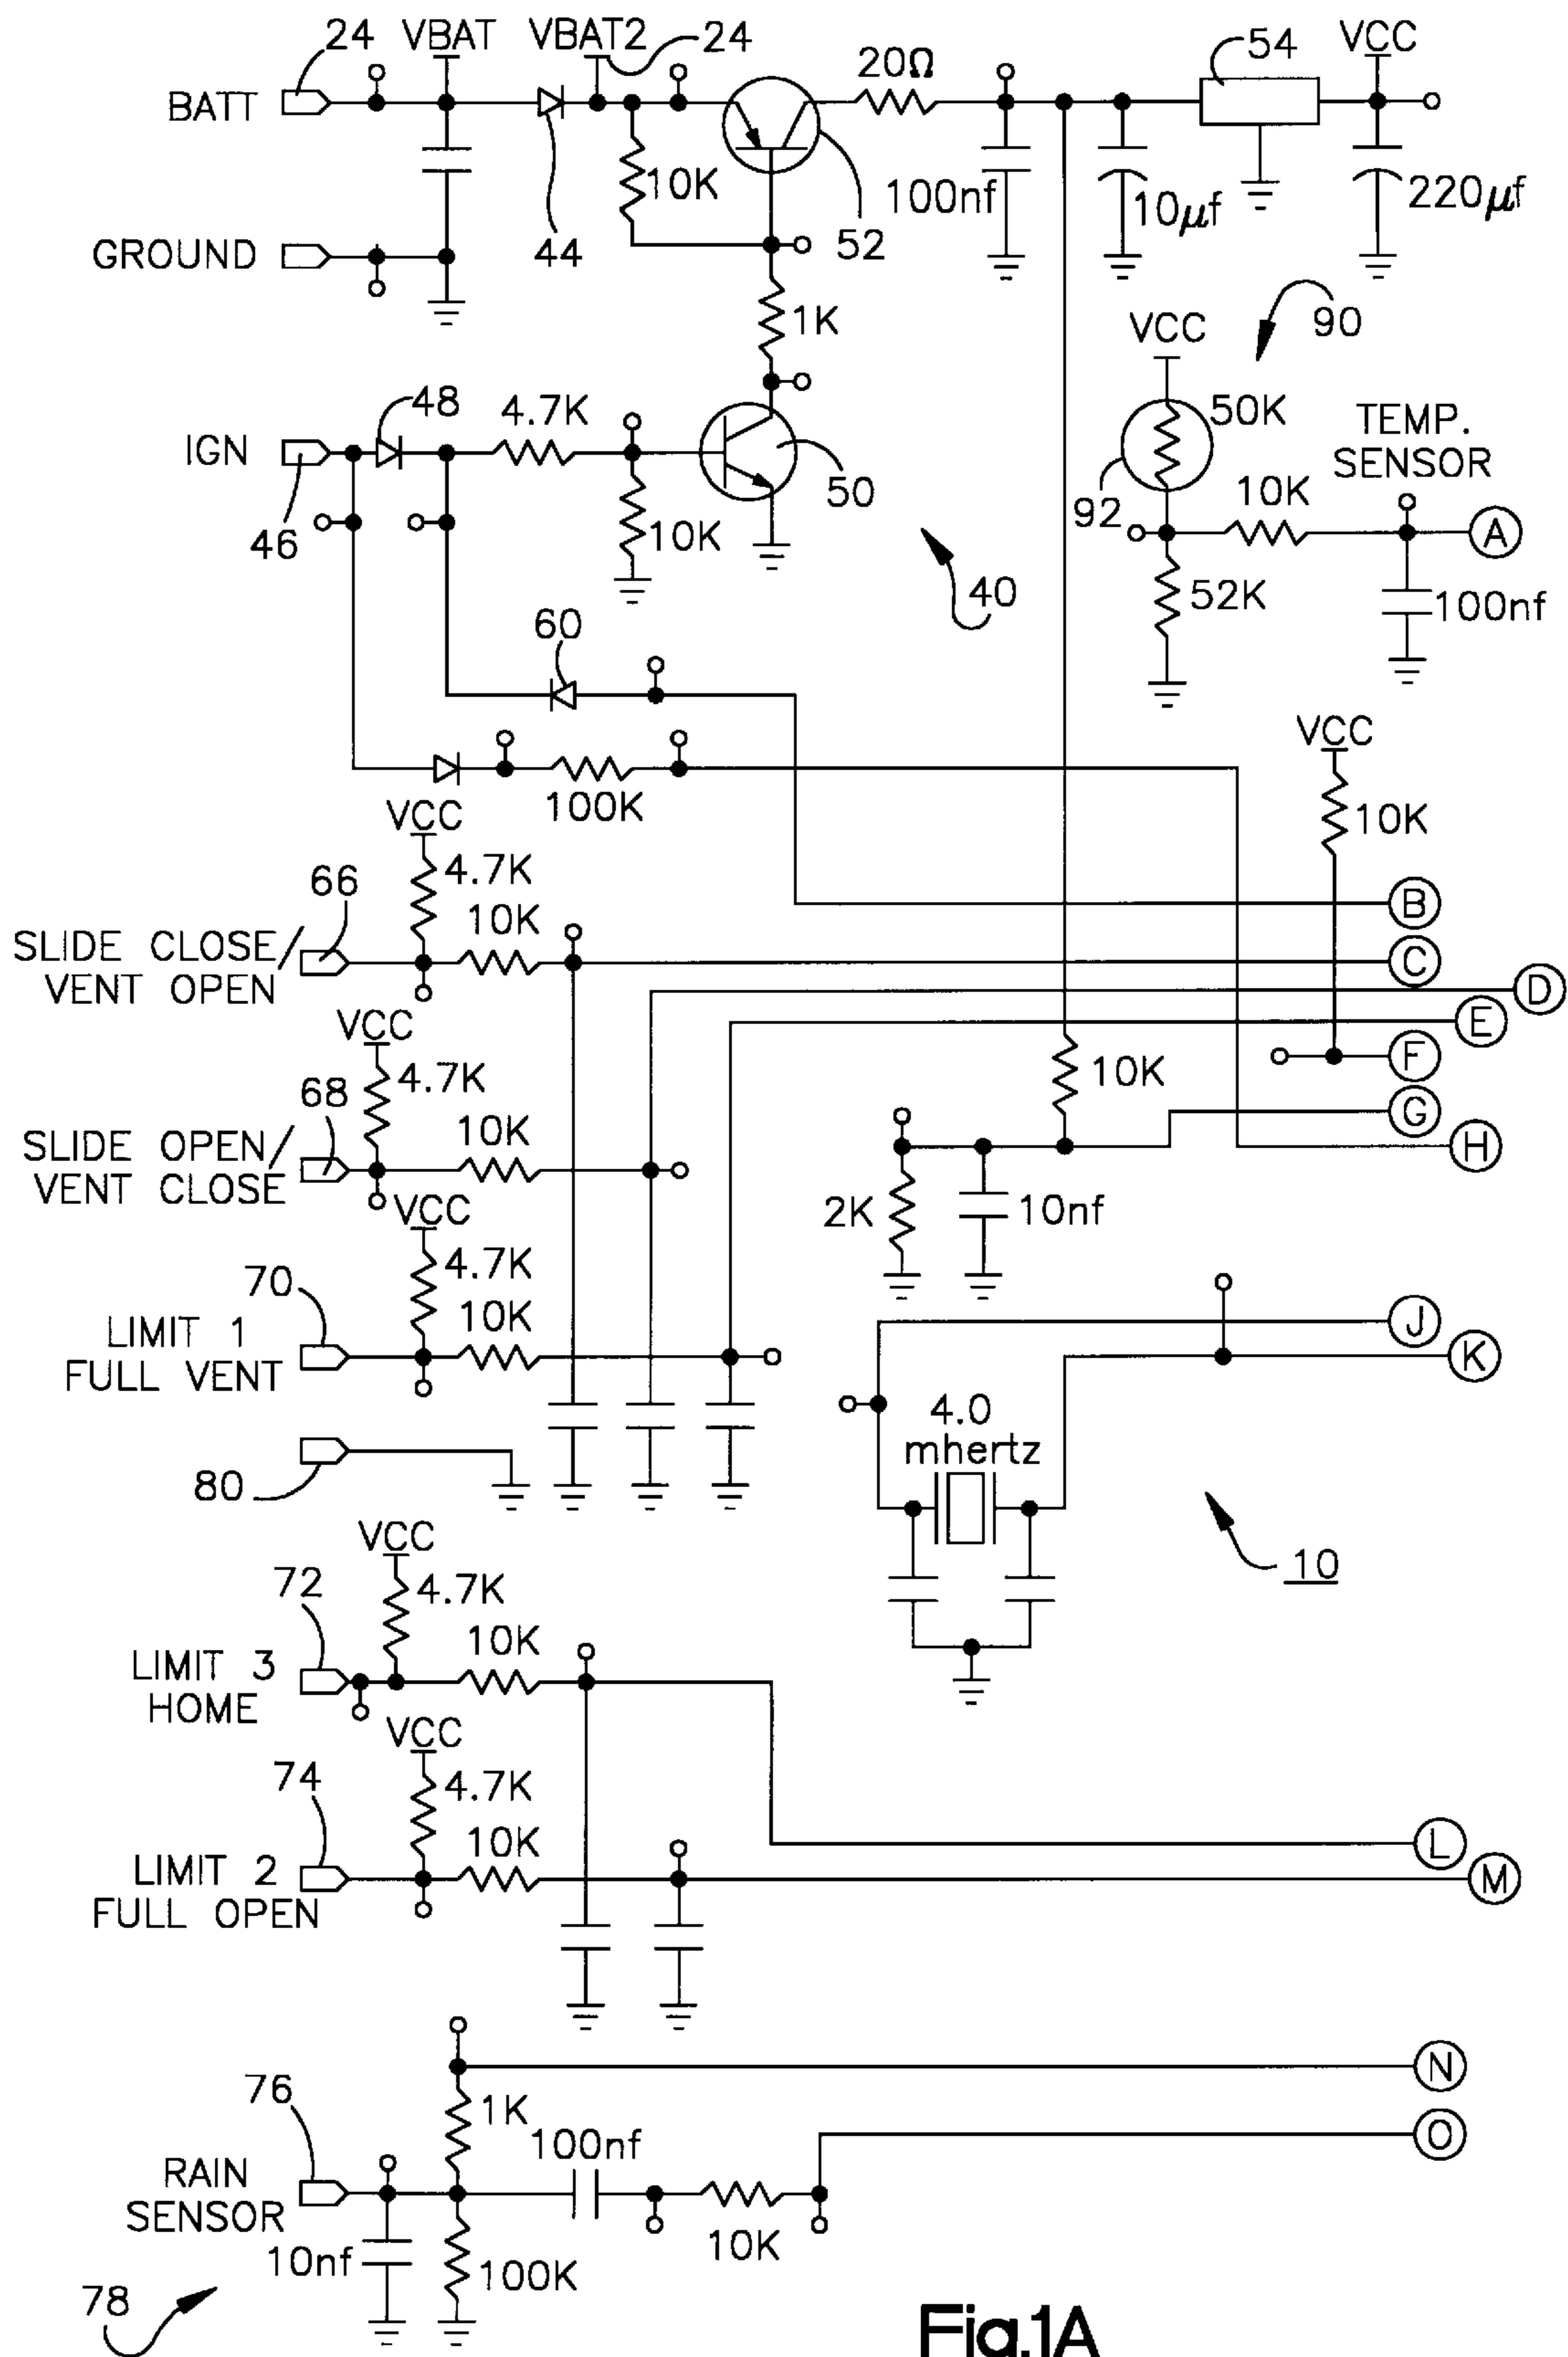 24 VBAT VBAT2 24 20Ω 54 VCC
BATT
10K 100nf 10μf 220μf
GROUND 44 52
1K VCC 90
48 4.7K 50K TEMP.
IGN SENSOR
50 92 10K A
46 10K 40 52K 100nf
60
VCC
100K 10K
VCC
66 4.7K B
10K
SLIDE CLOSE/ C
VENT OPEN D
VCC E
4.7K F
68 10K
10K G
SLIDE OPEN/ H
VENT CLOSE
VCC 2K 10nf
70 4.7K
10K J
LIMIT 1 K
FULL VENT
4.0
mhertz
80
VCC 10
72 4.7K
10K
LIMIT 3
HOME
VCC
74 4.7K
10K L
LIMIT 2 M
FULL OPEN
N
76 1K
100nf O
RAIN
SENSOR
10nf 100K 10K
78
Fig.1A